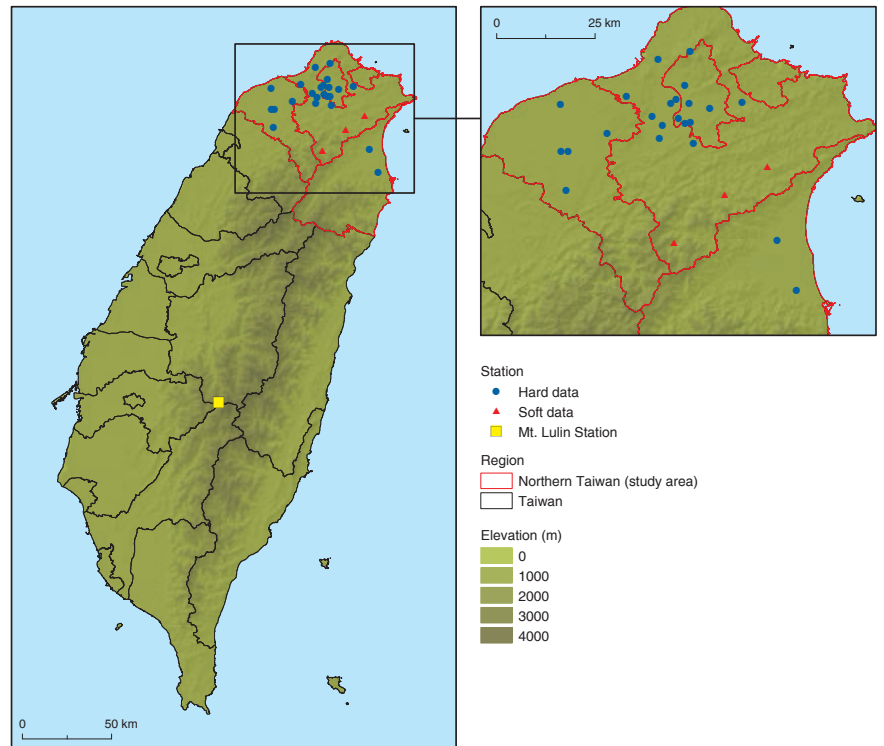 0 25 km
Station
Hard data
Soft data
Mt. Lulin Station
Region
Northern Taiwan (study area)
Taiwan
Elevation (m)
0
1000
2000
3000
4000
0 50 km